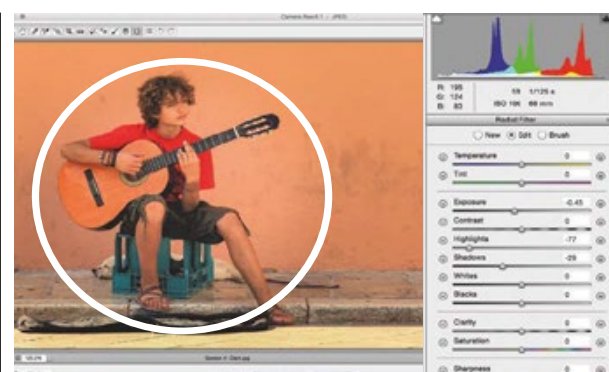 Camera Raw 9.1 - JPEG
R: 195
G: 124
B: 83
f/8 1/125 s
ISO 100 68 mm
Radial Filter
New Edit Brush
Temperature 0
Tint 0
Exposure -0.45
Contrast 0
Highlights -77
Shadows -29
Whites 0
Blacks 0
Clarity 0
Saturation 0
Sharpness 0